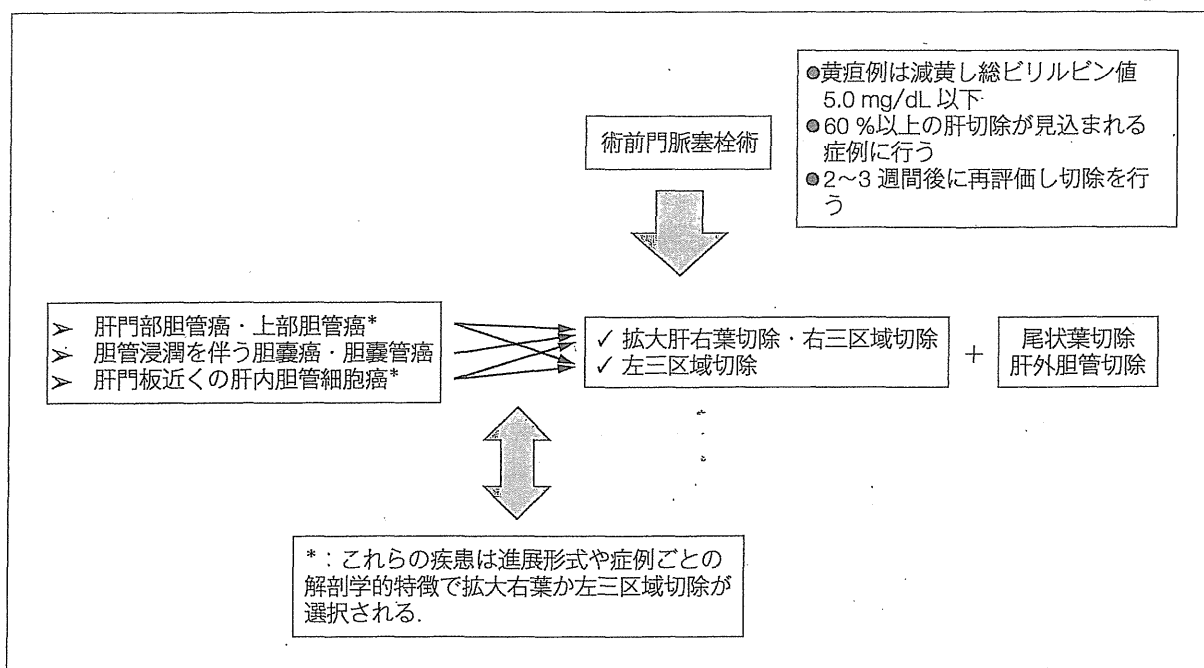 ●黄疸例は減黄し総ビリルビン値
5.0 mg/dL 以下
●60 %以上の肝切除が見込まれる
症例に行う
●2〜3 週間後に再評価し切除を行
う
術前門脈塞栓術
➢ 肝門部胆管癌・上部胆管癌*
➢ 胆管浸潤を伴う胆嚢癌・胆嚢管癌
➢ 肝門板近くの肝内胆管細胞癌*
✓ 拡大肝右葉切除・右三区域切除
✓ 左三区域切除
+
尾状葉切除
肝外胆管切除
*：これらの疾患は進展形式や症例ごとの
解剖学的特徴で拡大右葉か左三区域切除が
選択される.